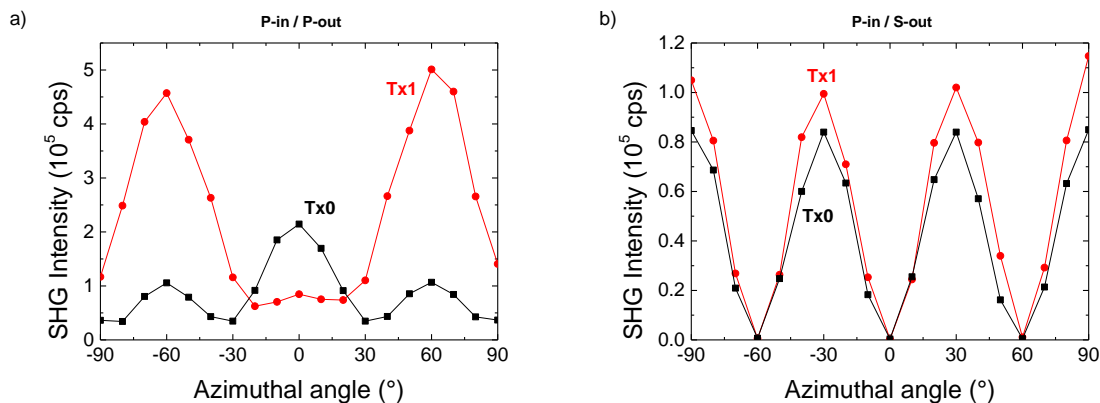 a)
P-in / P-out
SHG Intensity (10⁵ cps)
5
4
3
2
1
0
Tx1
Tx0
-90 -60 -30 0 30 60 90
Azimuthal angle (°)
b)
P-in / S-out
SHG Intensity (10⁵ cps)
1.2
1.0
0.8
0.6
0.4
0.2
0.0
Tx1
Tx0
-90 -60 -30 0 30 60 90
Azimuthal angle (°)